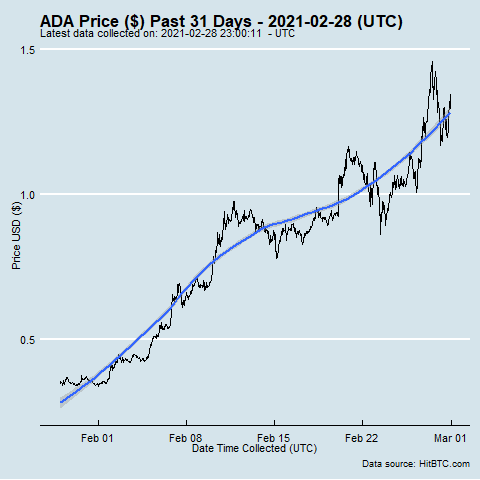 ADA Price ($) Past 31 Days - 2021-02-28 (UTC)
Latest data collected on: 2021-02-28 23:00:11 - UTC
1.5
1.0
0.5
Price USD ($)
Feb 01
Feb 08
Feb 15
Feb 22
Mar 01
Date Time Collected (UTC)
Data source: HitBTC.com